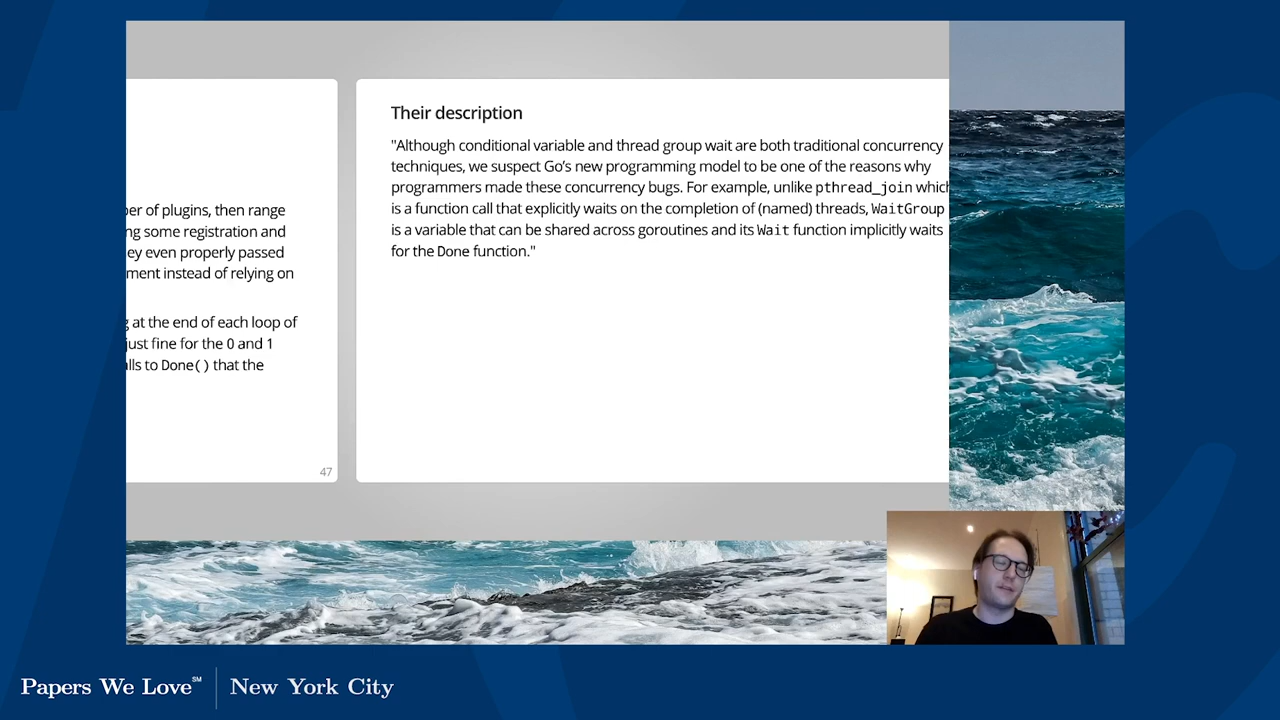 er of plugins, then range
ng some registration and
ey even properly passed
ment instead of relying on
g at the end of each loop of
just fine for the 0 and 1
lls to Done() that the
47
Their description
"Although conditional variable and thread group wait are both traditional concurrency
techniques, we suspect Go’s new programming model to be one of the reasons why
programmers made these concurrency bugs. For example, unlike pthread_join which
is a function call that explicitly waits on the completion of (named) threads, WaitGroup
is a variable that can be shared across goroutines and its Wait function implicitly waits
for the Done function."
Papers We Love℠ | New York City